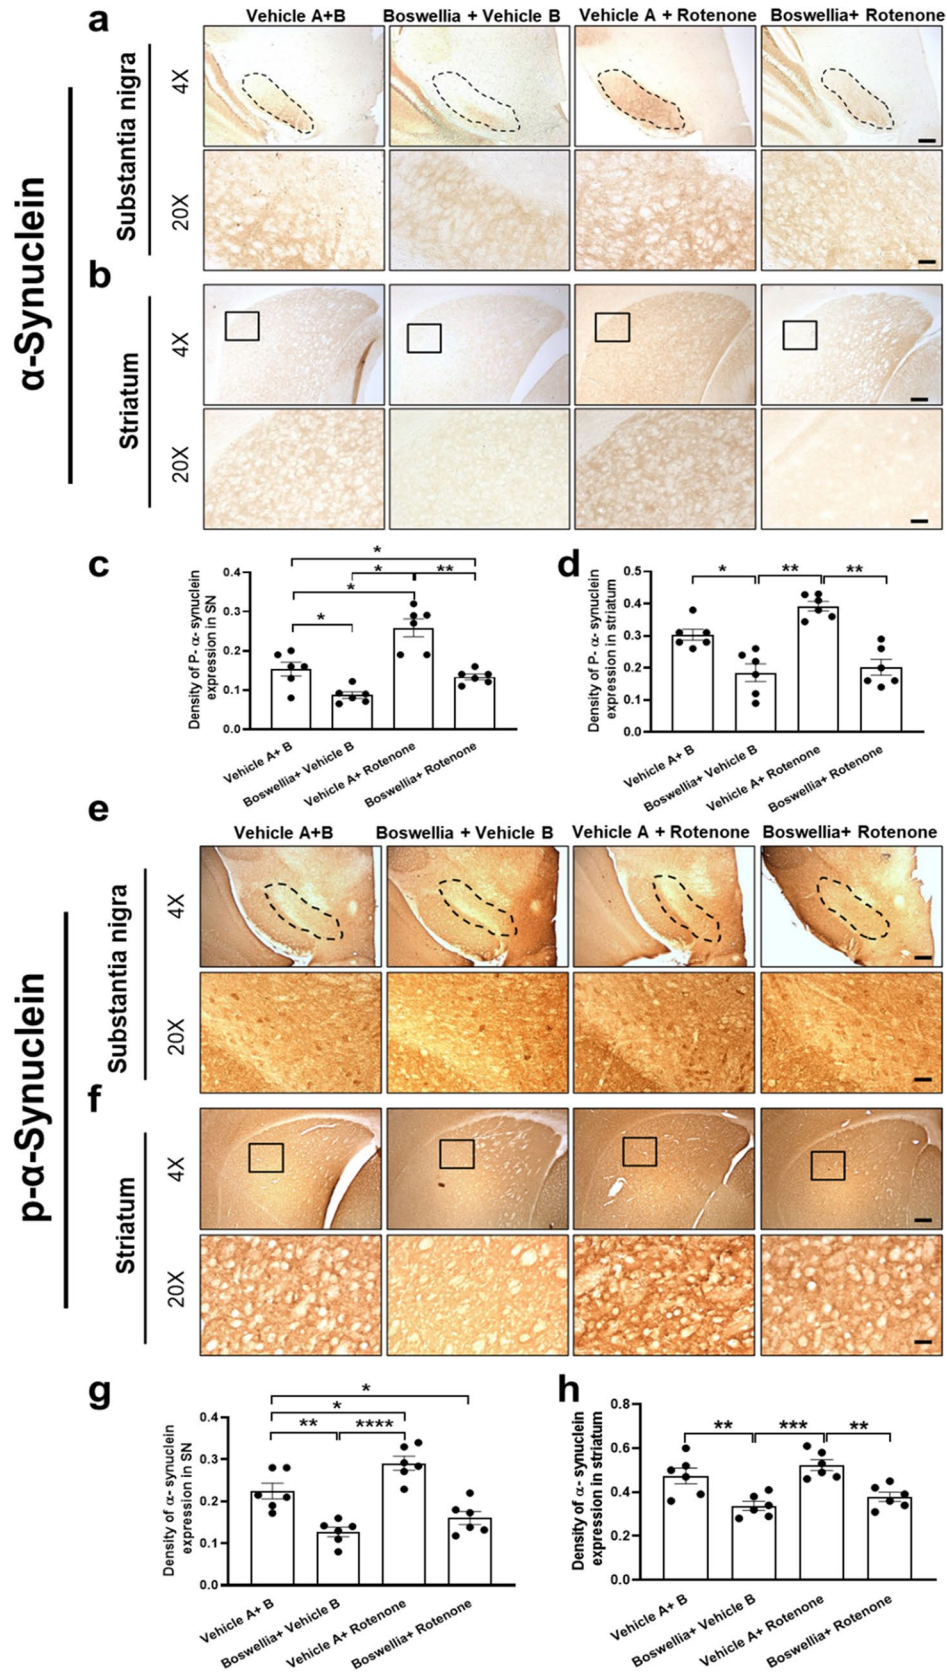 a
Vehicle A+B
Boswellia + Vehicle B
Vehicle A + Rotenone
Boswellia+ Rotenone
α-Synuclein
Substantia nigra
4X
20X
b
Striatum
4X
20X
c
Density of P- α- synuclein
expression in SN
0.4
0.3
0.2
0.1
0.0
*
*
**
*
*
Vehicle A+ B
Boswellia+ Vehicle B
Vehicle A+ Rotenone
Boswellia+ Rotenone
d
Density of P- α- synuclein
expression in striatum
0.5
0.4
0.3
0.2
0.1
0.0
*
**
**
Vehicle A+ B
Boswellia+ Vehicle B
Vehicle A+ Rotenone
Boswellia+ Rotenone
e
Vehicle A+B
Boswellia + Vehicle B
Vehicle A + Rotenone
Boswellia+ Rotenone
p-α-Synuclein
Substantia nigra
4X
20X
f
Striatum
4X
20X
g
Density of α- synuclein
expression in SN
0.4
0.3
0.2
0.1
0.0
*
*
**
****
Vehicle A+ B
Boswellia+ Vehicle B
Vehicle A+ Rotenone
Boswellia+ Rotenone
h
Density of α- synuclein
expression in striatum
0.8
0.6
0.4
0.2
0.0
**
***
**
Vehicle A+ B
Boswellia+ Vehicle B
Vehicle A+ Rotenone
Boswellia+ Rotenone